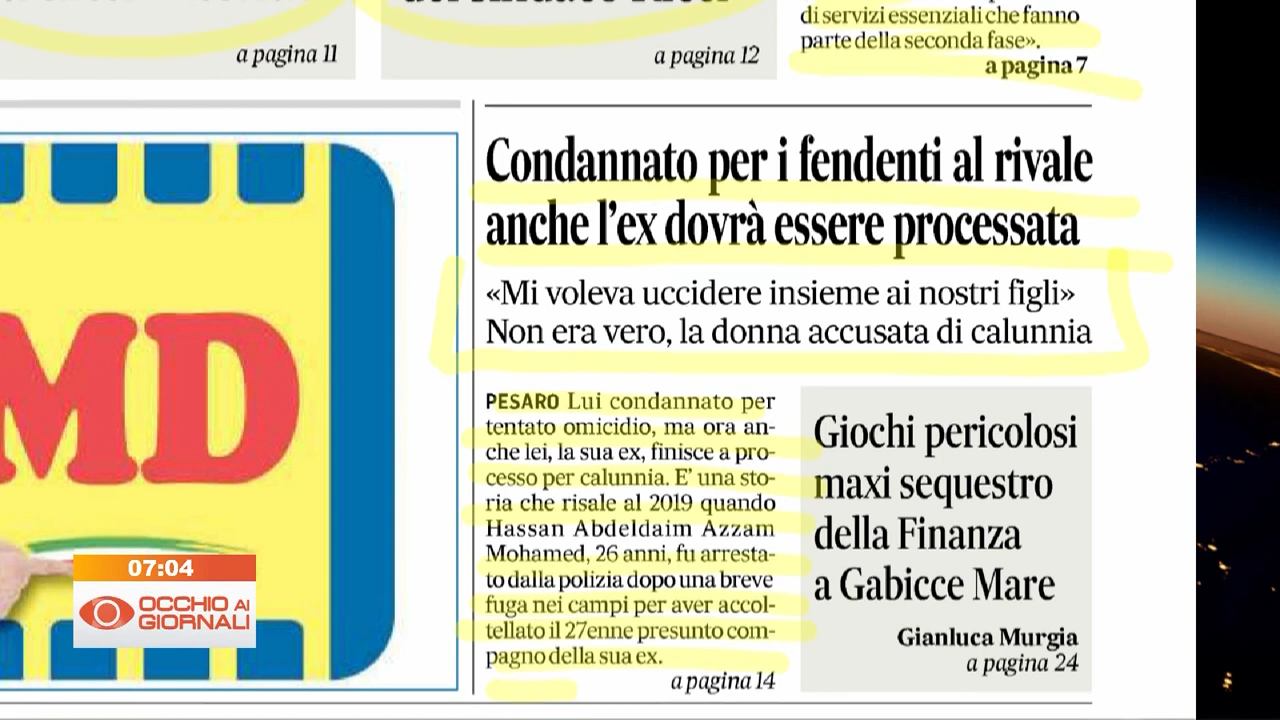 a pagina 11
a pagina 12
di servizi essenziali che fanno
parte della seconda fase».
a pagina 7
Condannato per i fendenti al rivale
anche l'ex dovrà essere processata
«Mi voleva uccidere insieme ai nostri figli»
Non era vero, la donna accusata di calunnia
PESARO Lui condannato per
tentato omicidio, ma ora an-
che lei, la sua ex, finisce a pro-
cesso per calunnia. E' una sto-
ria che risale al 2019 quando
Hassan Abdeldaim Azzam
Mohamed, 26 anni, fu arresta-
to dalla polizia dopo una breve
fuga nei campi per aver accol-
tellato il 27enne presunto com-
pagno della sua ex.
a pagina 14
Giochi pericolosi
maxi sequestro
della Finanza
a Gabicce Mare
Gianluca Murgia
a pagina 24
MD
07:04
OCCHIO AI
GIORNALI